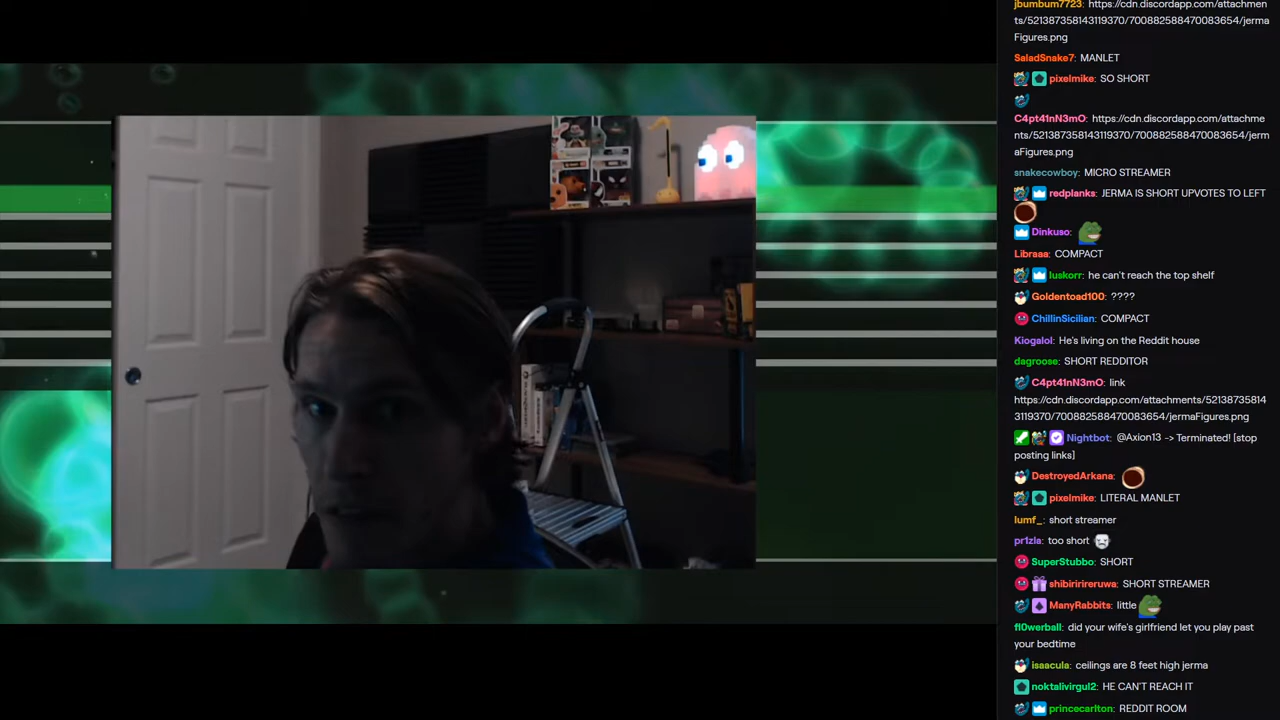 jbumbum7723: https://cdn.discordapp.com/attachmen
ts/521387358143119370/700882588470083654/jerma
Figures.png
SaladSnake7: MANLET
pixelmike: SO SHORT
C4pt41nN3mO: https://cdn.discordapp.com/attachme
nts/521387358143119370/700882588470083654/jerm
aFigures.png
snakecowboy: MICRO STREAMER
redplanks: JERMA IS SHORT UPVOTES TO LEFT
Dinkuso:
Libraaa: COMPACT
luskorr: he can't reach the top shelf
Goldentoad100: ????
ChillinSicilian: COMPACT
Kiogalol: He's living on the Reddit house
dagroose: SHORT REDDITOR
C4pt41nN3mO: link
https://cdn.discordapp.com/attachments/52138735814
3119370/700882588470083654/jermaFigures.png
Nightbot: @Axion13 -> Terminated! [stop
posting links]
DestroyedArkana:
pixelmike: LITERAL MANLET
lumf_: short streamer
pr1zla: too short
SuperStubbo: SHORT
shibiririreruwa: SHORT STREAMER
ManyRabbits: little
fl0werball: did your wife's girlfriend let you play past
your bedtime
isaacula: ceilings are 8 feet high jerma
noktalivirgul2: HE CAN'T REACH IT
princecarlton: REDDIT ROOM